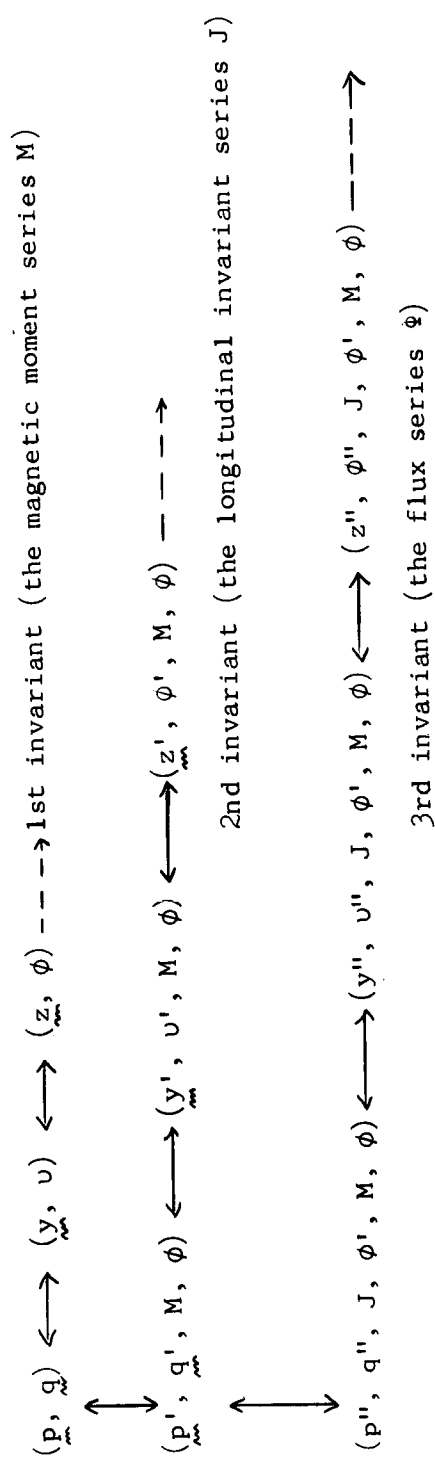 (p, q) ⟷ (y, υ) ⟷ (z, ϕ) ---→1st invariant (the magnetic moment series M)
(p', q', M, ϕ) ⟷ (y', υ', M, ϕ) ⟷ (z', ϕ', M, ϕ) ----→
2nd invariant (the longitudinal invariant series J)
(p", q", J, ϕ', M, ϕ) ⟷ (y", υ", J, ϕ', M, ϕ) ⟷ (z", ϕ", J, ϕ', M, ϕ) ----→
3rd invariant (the flux series Φ)